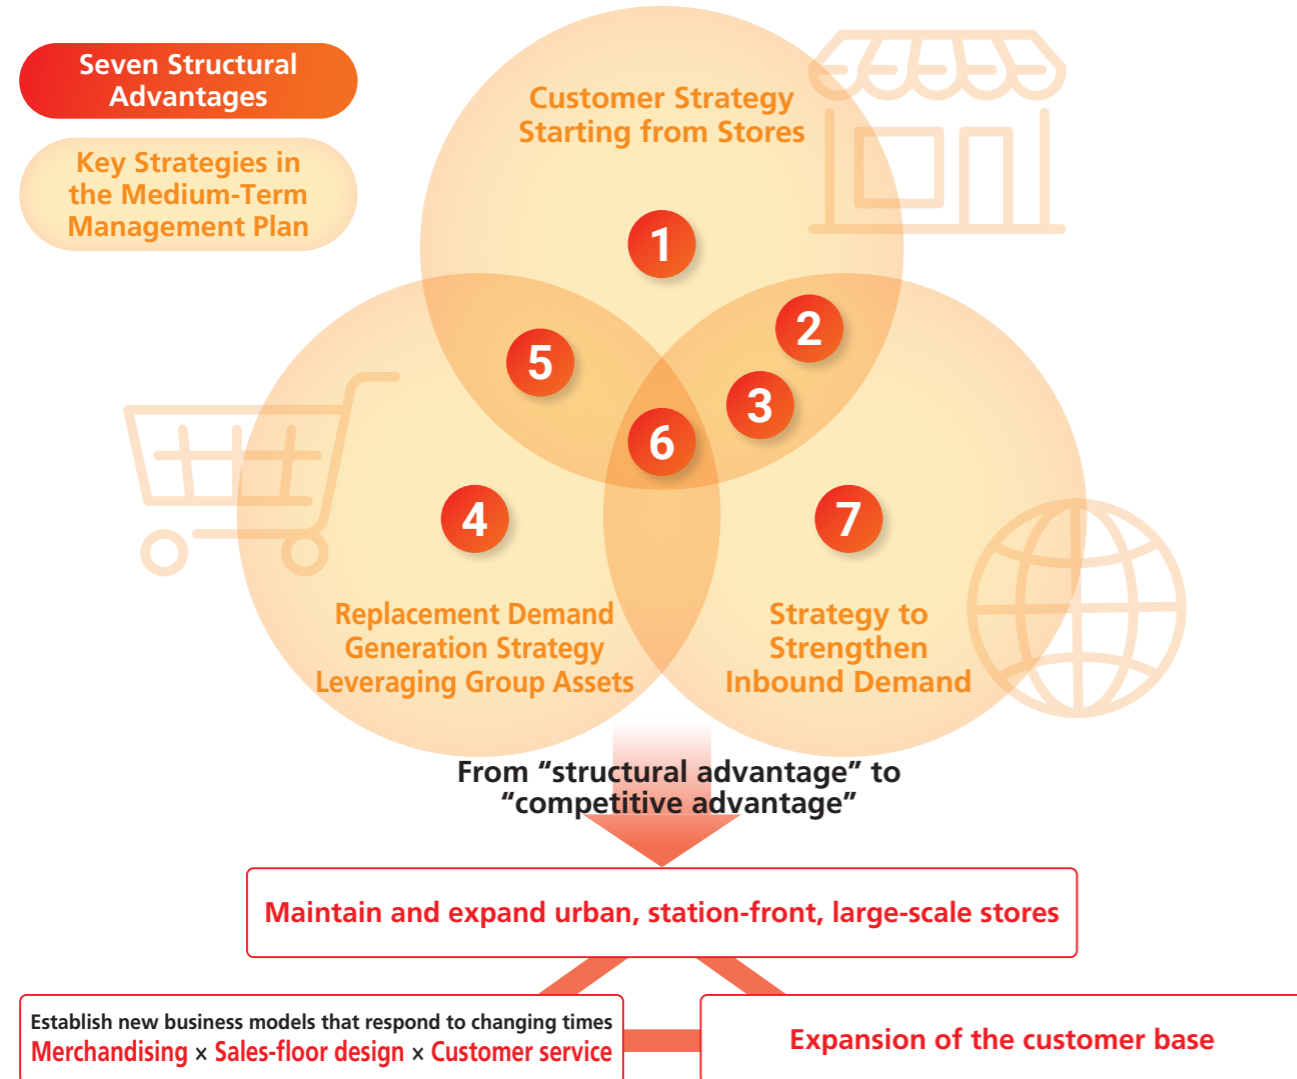 Seven Structural
Advantages
Key Strategies in
the Medium-Term
Management Plan
Customer Strategy
Starting from Stores
1
2
5
3
6
4
7
Replacement Demand
Generation Strategy
Leveraging Group Assets
Strategy to
Strengthen
Inbound Demand
From “structural advantage” to
“competitive advantage”
Maintain and expand urban, station-front, large-scale stores
Establish new business models that respond to changing times
Merchandising × Sales-floor design × Customer service
Expansion of the customer base